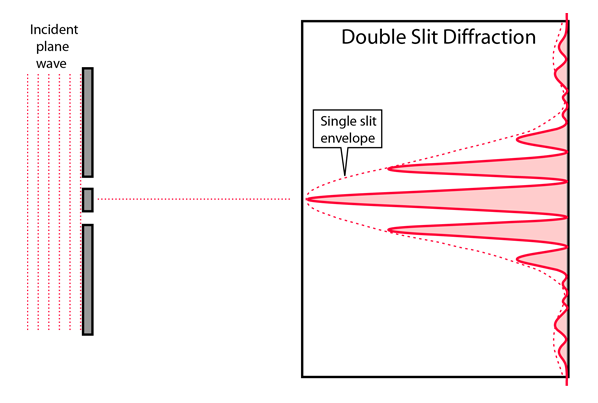 Incident
plane
wave
Double Slit Diffraction
Single slit
envelope